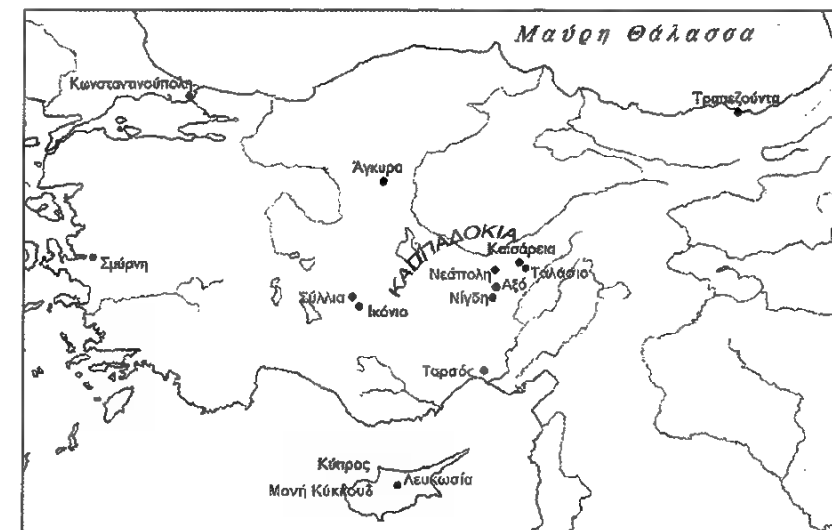 Μαύρη Θάλασσα
Κωνσταντινούπολη
Τραπεζούντα
Άγκυρα
ΚΑΠΠΑΔΟΚΙΑ
Καισάρεια
Σμύρνη
Νεάπολη
Ταλάσιο
Αξό
Σύλλια
Νίγδη
Ικόνιο
Ταρσός
Κύπρος
Λευκωσία
Μονή Κύκκου